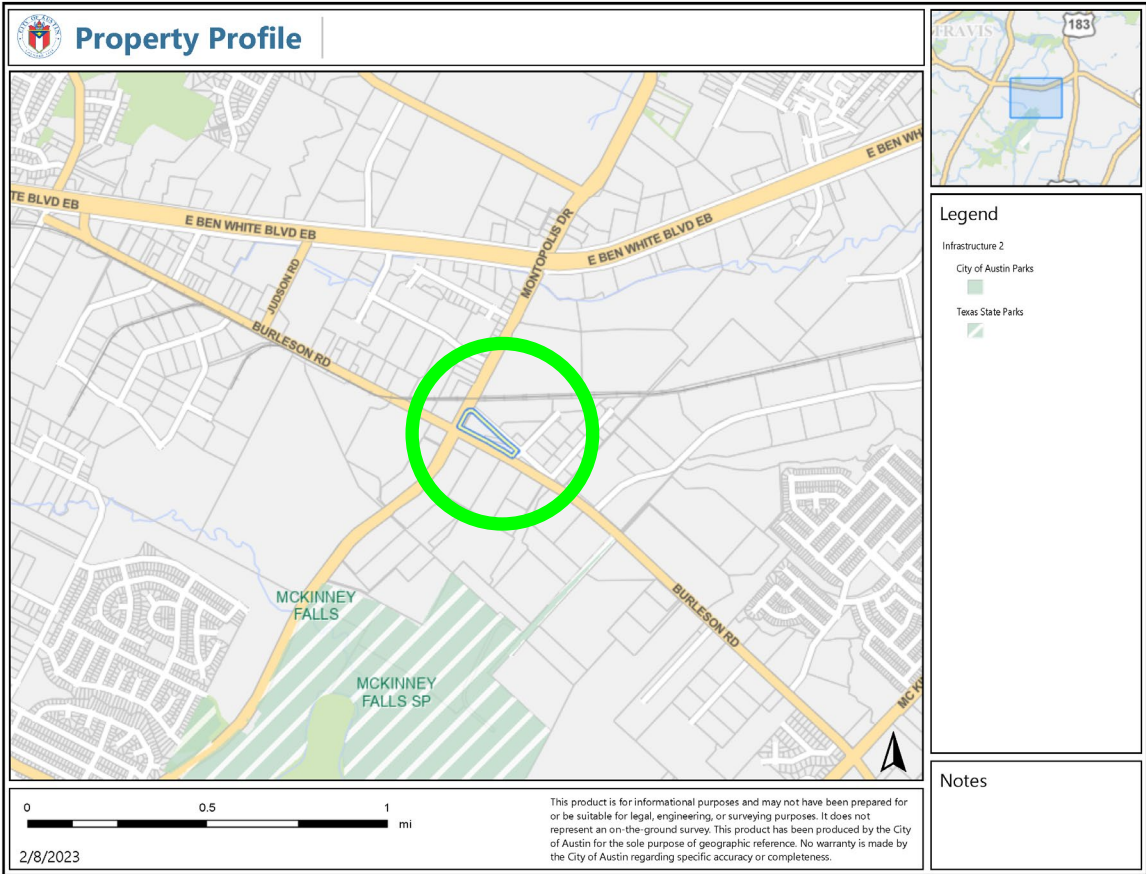 Property Profile
TRAVIS
183
TE BLVD EB
E BEN WHITE BLVD EB
E BEN WHITE BLVD EB
E BEN WH
MONTOPOLIS DR
JUDSON RD
BURLESON RD
BURLESON RD
MCKINNEY
FALLS
MCKINNEY
FALLS SP
MC KI
Legend
Infrastructure 2
City of Austin Parks
Texas State Parks
Notes
0
0.5
1
mi
2/8/2023
This product is for informational purposes and may not have been prepared for
or be suitable for legal, engineering, or surveying purposes. It does not
represent an on-the-ground survey. This product has been produced by the City
of Austin for the sole purpose of geographic reference. No warranty is made by
the City of Austin regarding specific accuracy or completeness.